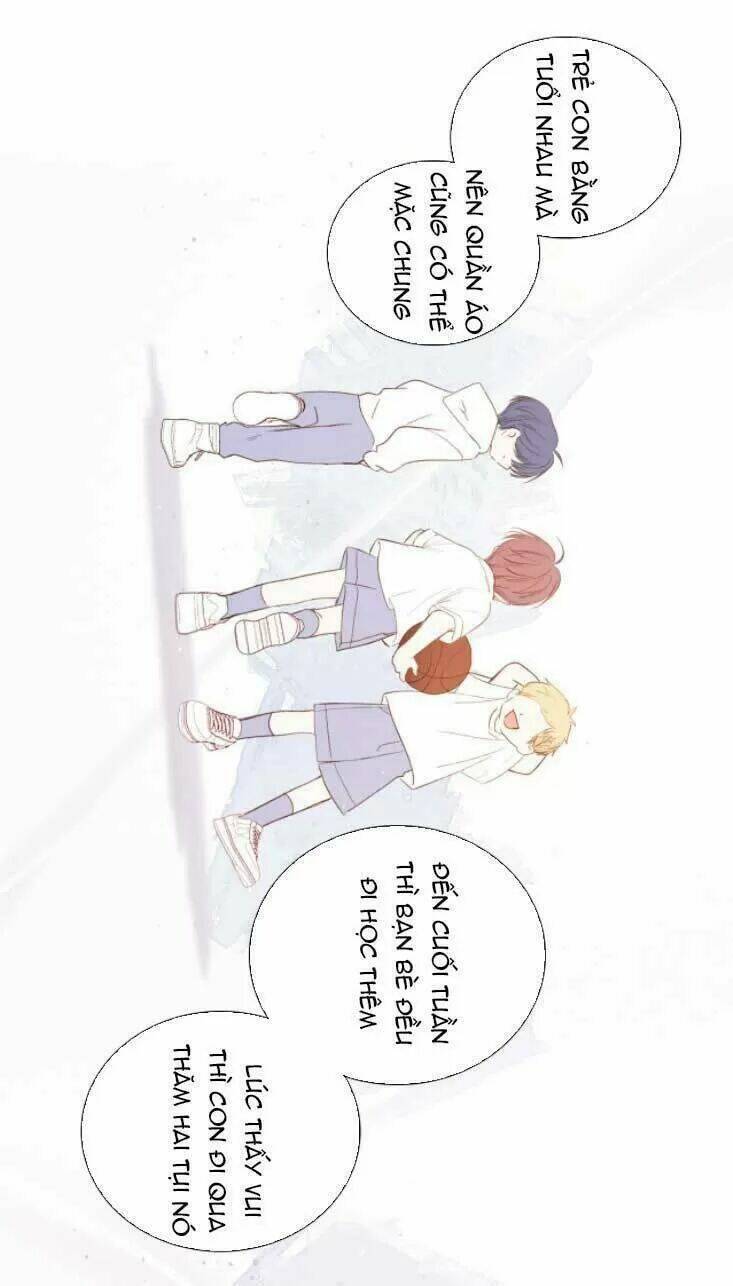 TRẺ CON BẰNG
TUỔI NHAU MÀ
NÊN QUẦN ÁO
CŨNG CÓ THỂ
MẶC CHUNG
ĐẾN CUỐI TUẦN
THÌ BẠN BÈ ĐỀU
ĐI HỌC THÊM
LÚC THẤY VUI
THÌ CON ĐI QUA
THĂM HAI TỤI NÓ